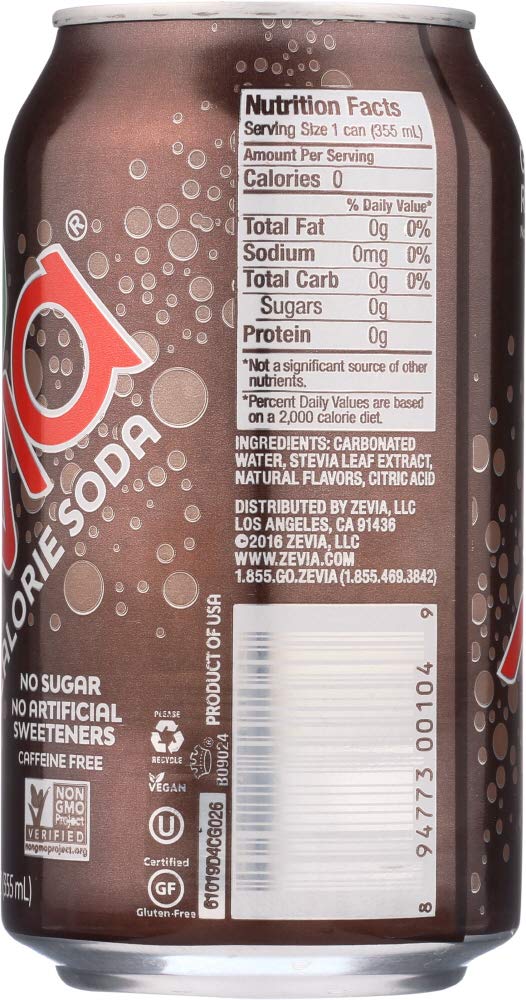 ®
CALORIE SODA
NO SUGAR
NO ARTIFICIAL
SWEETENERS
CAFFEINE FREE
NON
GMO
Project
VERIFIED
nongmoproject.org
(355 mL)
PLEASE
RECYCLE
VEGAN
U
Certified
GF
Gluten-Free
B09024
61019D4CG026
PRODUCT OF USA
Nutrition Facts
Serving Size 1 can (355 mL)
Amount Per Serving
Calories 0
% Daily Value*
Total Fat 0g 0%
Sodium 0mg 0%
Total Carb 0g 0%
Sugars 0g
Protein 0g
*Not a significant source of other
nutrients.
*Percent Daily Values are based
on a 2,000 calorie diet.
INGREDIENTS: CARBONATED
WATER, STEVIA LEAF EXTRACT,
NATURAL FLAVORS, CITRIC ACID
DISTRIBUTED BY ZEVIA, LLC
LOS ANGELES, CA 91436
©2016 ZEVIA, LLC
WWW.ZEVIA.COM
1.855.GO.ZEVIA (1.855.469.3842)
8 94773 00104 9